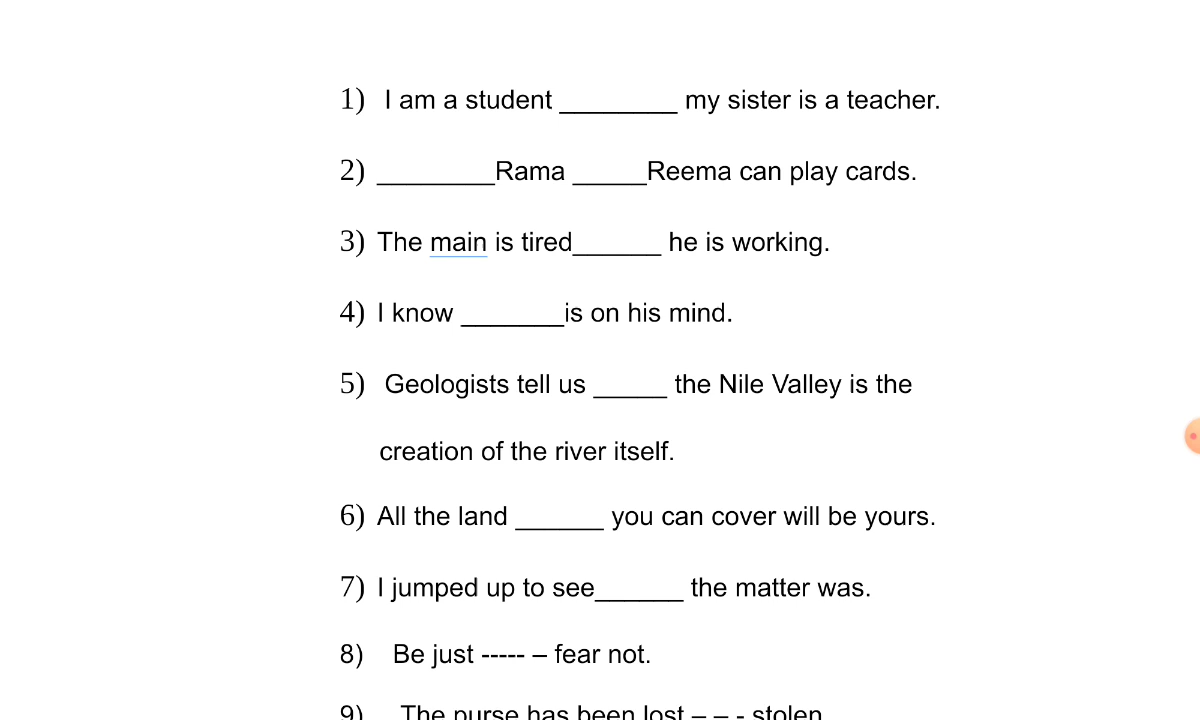 1) I am a student ________ my sister is a teacher.
2) ________Rama _____Reema can play cards.
3) The main is tired______ he is working.
4) I know _______is on his mind.
5) Geologists tell us _____ the Nile Valley is the
creation of the river itself.
6) All the land ______ you can cover will be yours.
7) I jumped up to see______ the matter was.
8) Be just ----- – fear not.
9) The purse has been lost – – - stolen